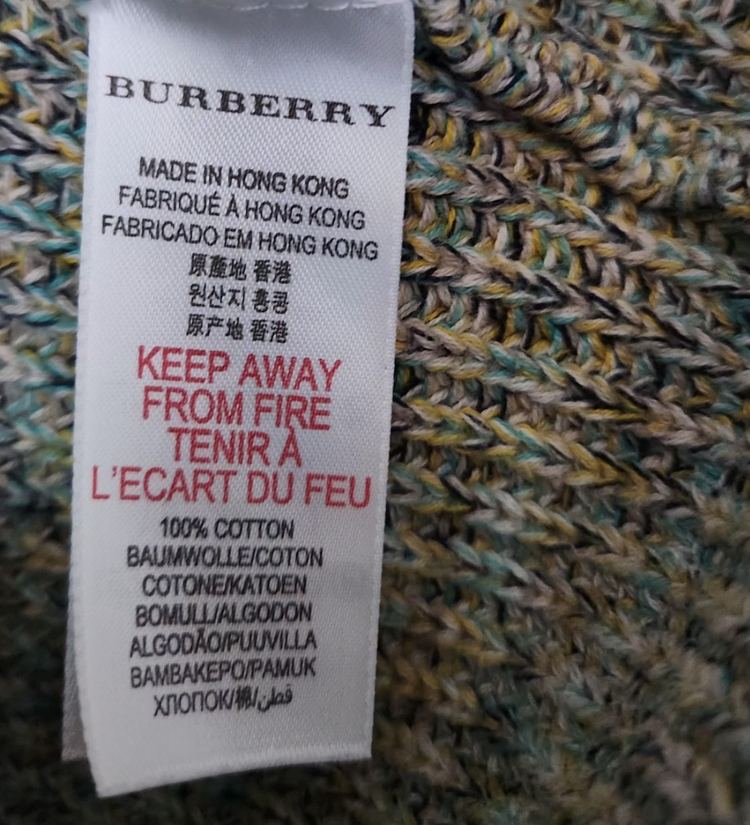 BURBERRY
MADE IN HONG KONG
FABRIQUÉ À HONG KONG
FABRICADO EM HONG KONG
原產地 香港
원산지 홍콩
原产地 香港
KEEP AWAY
FROM FIRE
TENIR À
L'ECART DU FEU
100% COTTON
BAUMWOLLE/COTON
COTONE/KATOEN
BOMULL/ALGODON
ALGODÃO/PUUVILLA
BAMBAKEPO/PAMUK
ХЛОПОК/棉/قطن